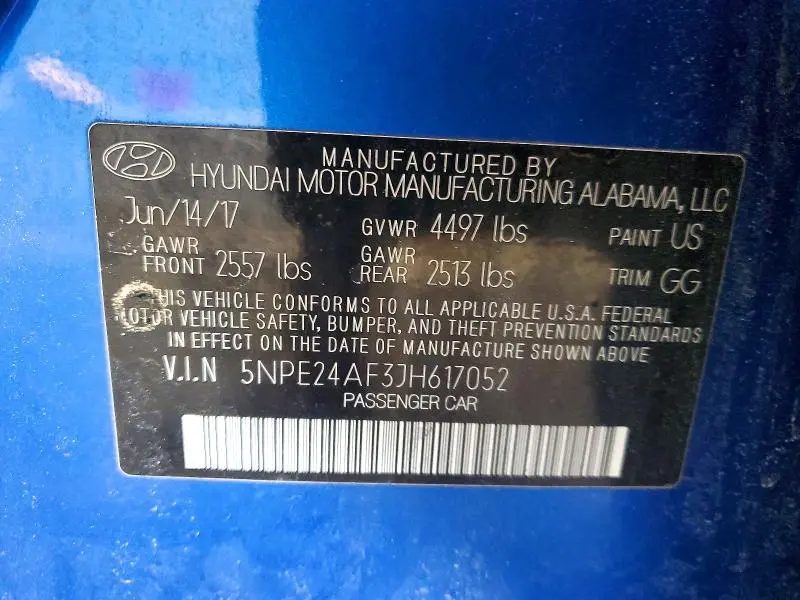 MANUFACTURED BY
HYUNDAI MOTOR MANUFACTURING ALABAMA, LLC
Jun/14/17 GVWR 4497 lbs PAINT US
GAWR FRONT 2557 lbs GAWR REAR 2513 lbs TRIM GG
THIS VEHICLE CONFORMS TO ALL APPLICABLE U.S.A. FEDERAL
MOTOR VEHICLE SAFETY, BUMPER, AND THEFT PREVENTION STANDARDS
IN EFFECT ON THE DATE OF MANUFACTURE SHOWN ABOVE
V.I.N 5NPE24AF3JH617052
PASSENGER CAR